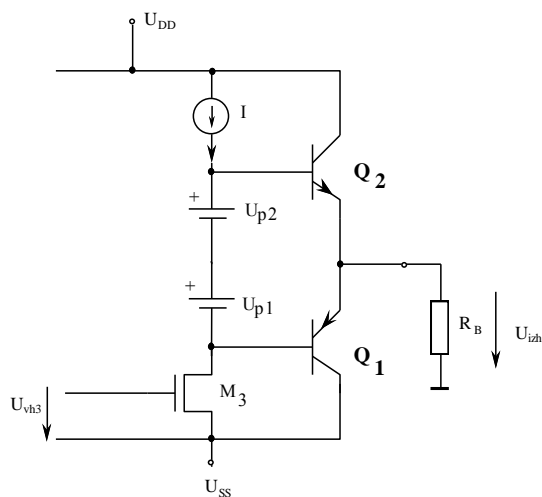 U_DD
I
+
U_p2
Q_2
+
U_p1
R_B
U_izh
Q_1
U_vh3
M_3
U_SS